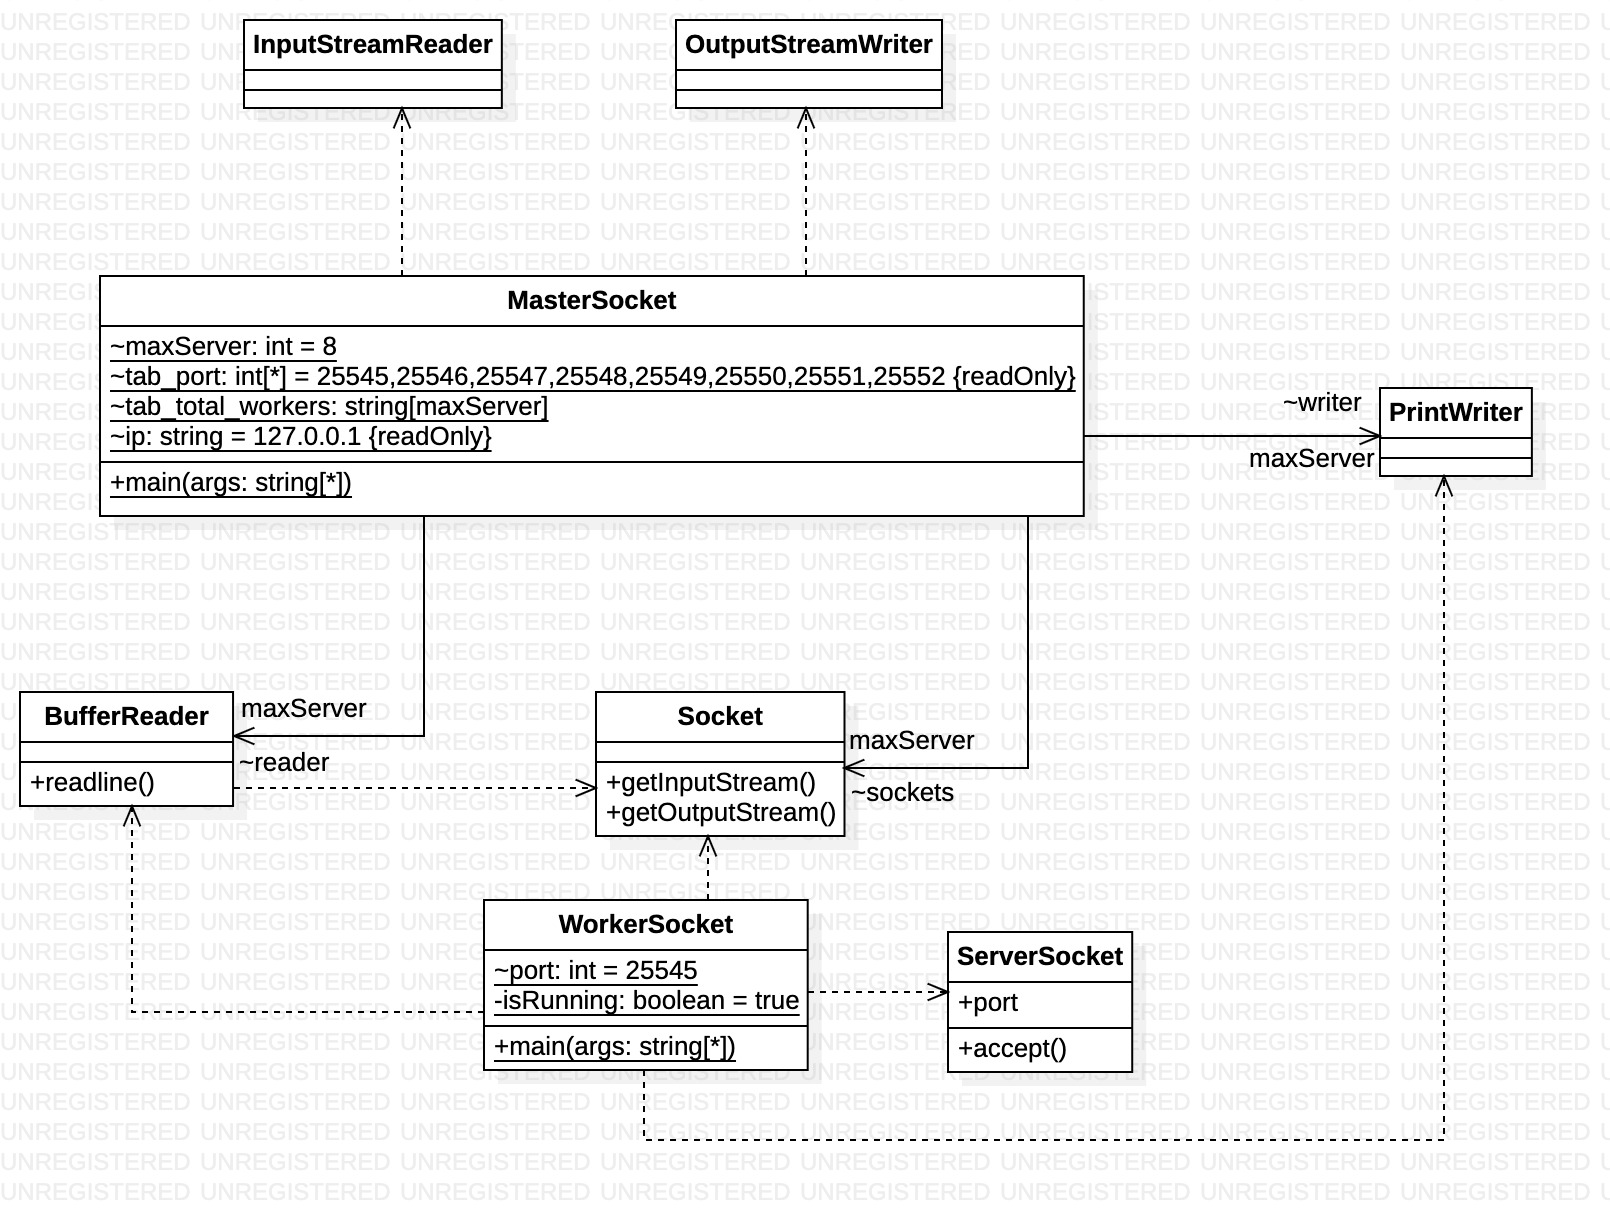 InputStreamReader
OutputStreamWriter
MasterSocket
~maxServer: int = 8
~tab_port: int[*] = 25545,25546,25547,25548,25549,25550,25551,25552 {readOnly}
~tab_total_workers: string[maxServer]
~ip: string = 127.0.0.1 {readOnly}
+main(args: string[*])
~writer
maxServer
PrintWriter
BufferReader
+readline()
maxServer
~reader
Socket
+getInputStream()
+getOutputStream()
maxServer
~sockets
WorkerSocket
~port: int = 25545
-isRunning: boolean = true
+main(args: string[*])
ServerSocket
+port
+accept()
UNREGISTERED